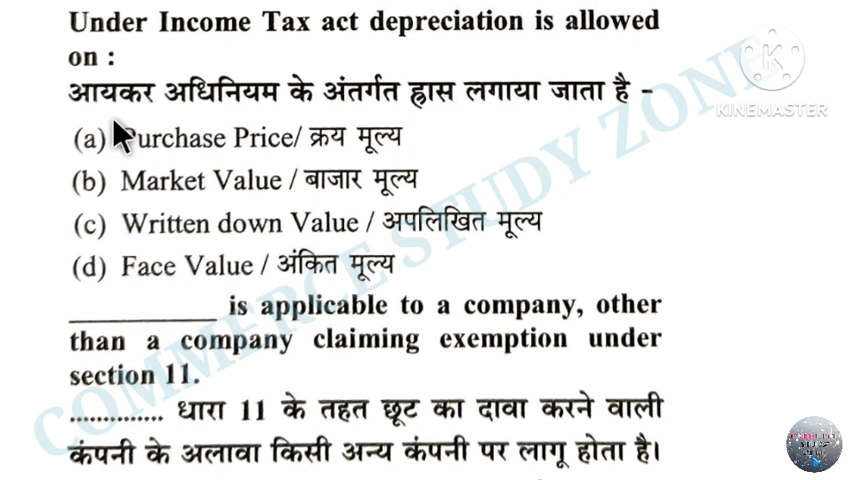 Under Income Tax act depreciation is allowed
on :
आयकर अधिनियम के अंतर्गत ह्रास लगाया जाता है -
(a) Purchase Price/ क्रय मूल्य
(b) Market Value / बाजार मूल्य
(c) Written down Value / अपलिखित मूल्य
(d) Face Value / अंकित मूल्य
___________ is applicable to a company, other
than a company claiming exemption under
section 11.
.............. धारा 11 के तहत छूट का दावा करने वाली
कंपनी के अलावा किसी अन्य कंपनी पर लागू होता है।
COMMERCE STUDY ZONE
K
KINEMASTER